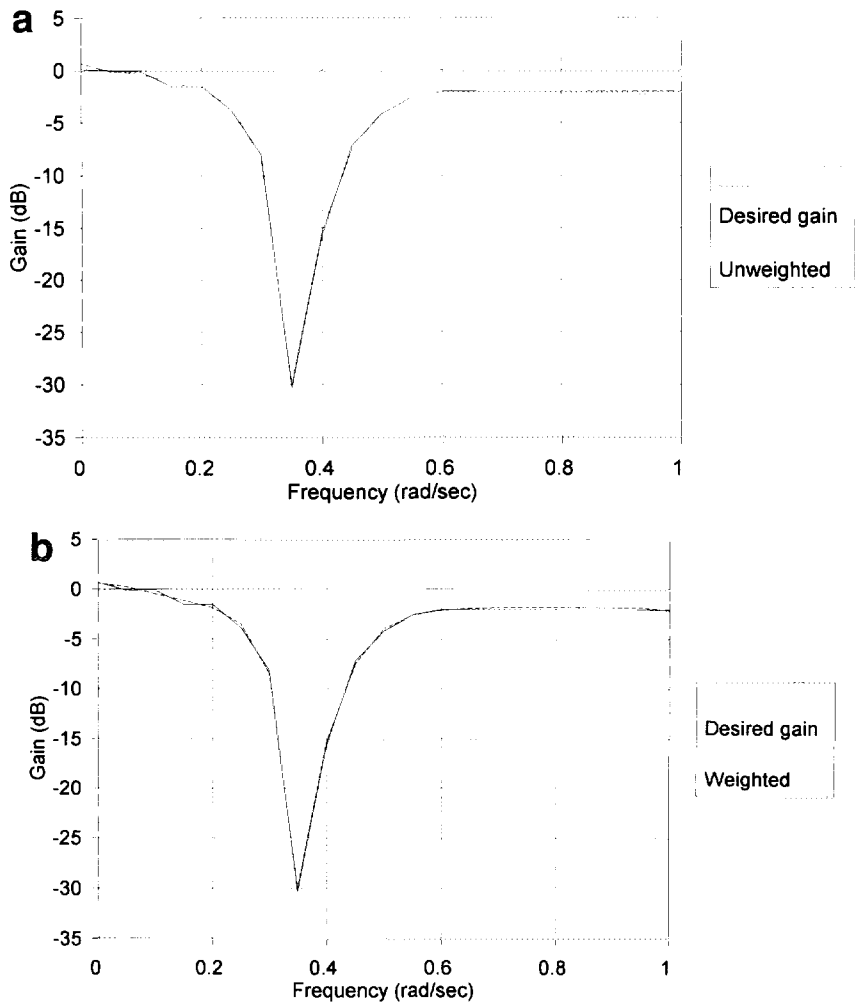 a
5
0
-5
-10
-15
-20
-25
-30
-35
Gain (dB)
0 0.2 0.4 0.6 0.8 1
Frequency (rad/sec)
Desired gain
Unweighted
b
5
0
-5
-10
-15
-20
-25
-30
-35
Gain (dB)
0 0.2 0.4 0.6 0.8 1
Frequency (rad/sec)
Desired gain
Weighted